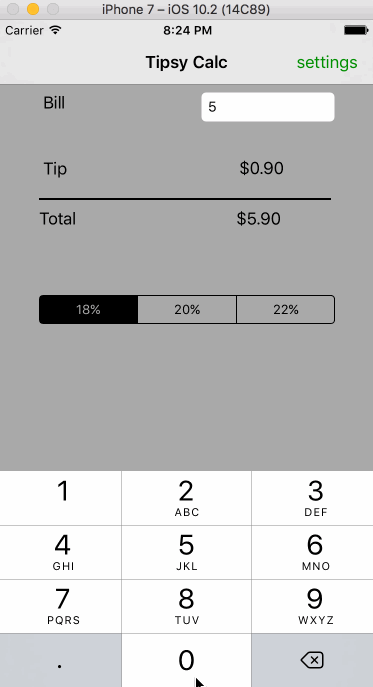 iPhone 7 – iOS 10.2 (14C89)
Carrier 8:24 PM
Tipsy Calc settings
Bill 5
Tip $0.90
Total $5.90
18% 20% 22%
1 2 3
ABC DEF
4 5 6
GHI JKL MNO
7 8 9
PQRS TUV WXYZ
. 0